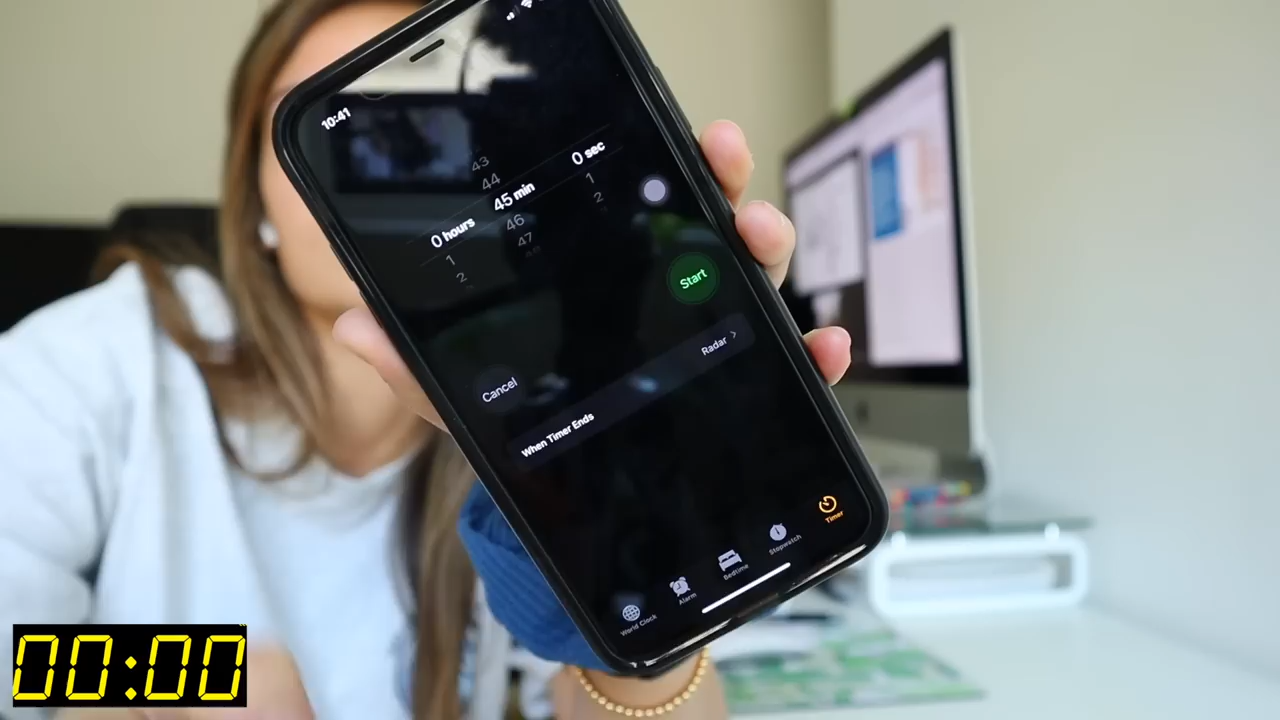 10:41
43
44
0 hours 45 min 0 sec
1 46 1
2 47 2
48
Cancel Start
When Timer Ends Radar >
World Clock Alarm Bedtime Stopwatch Timer
00:00